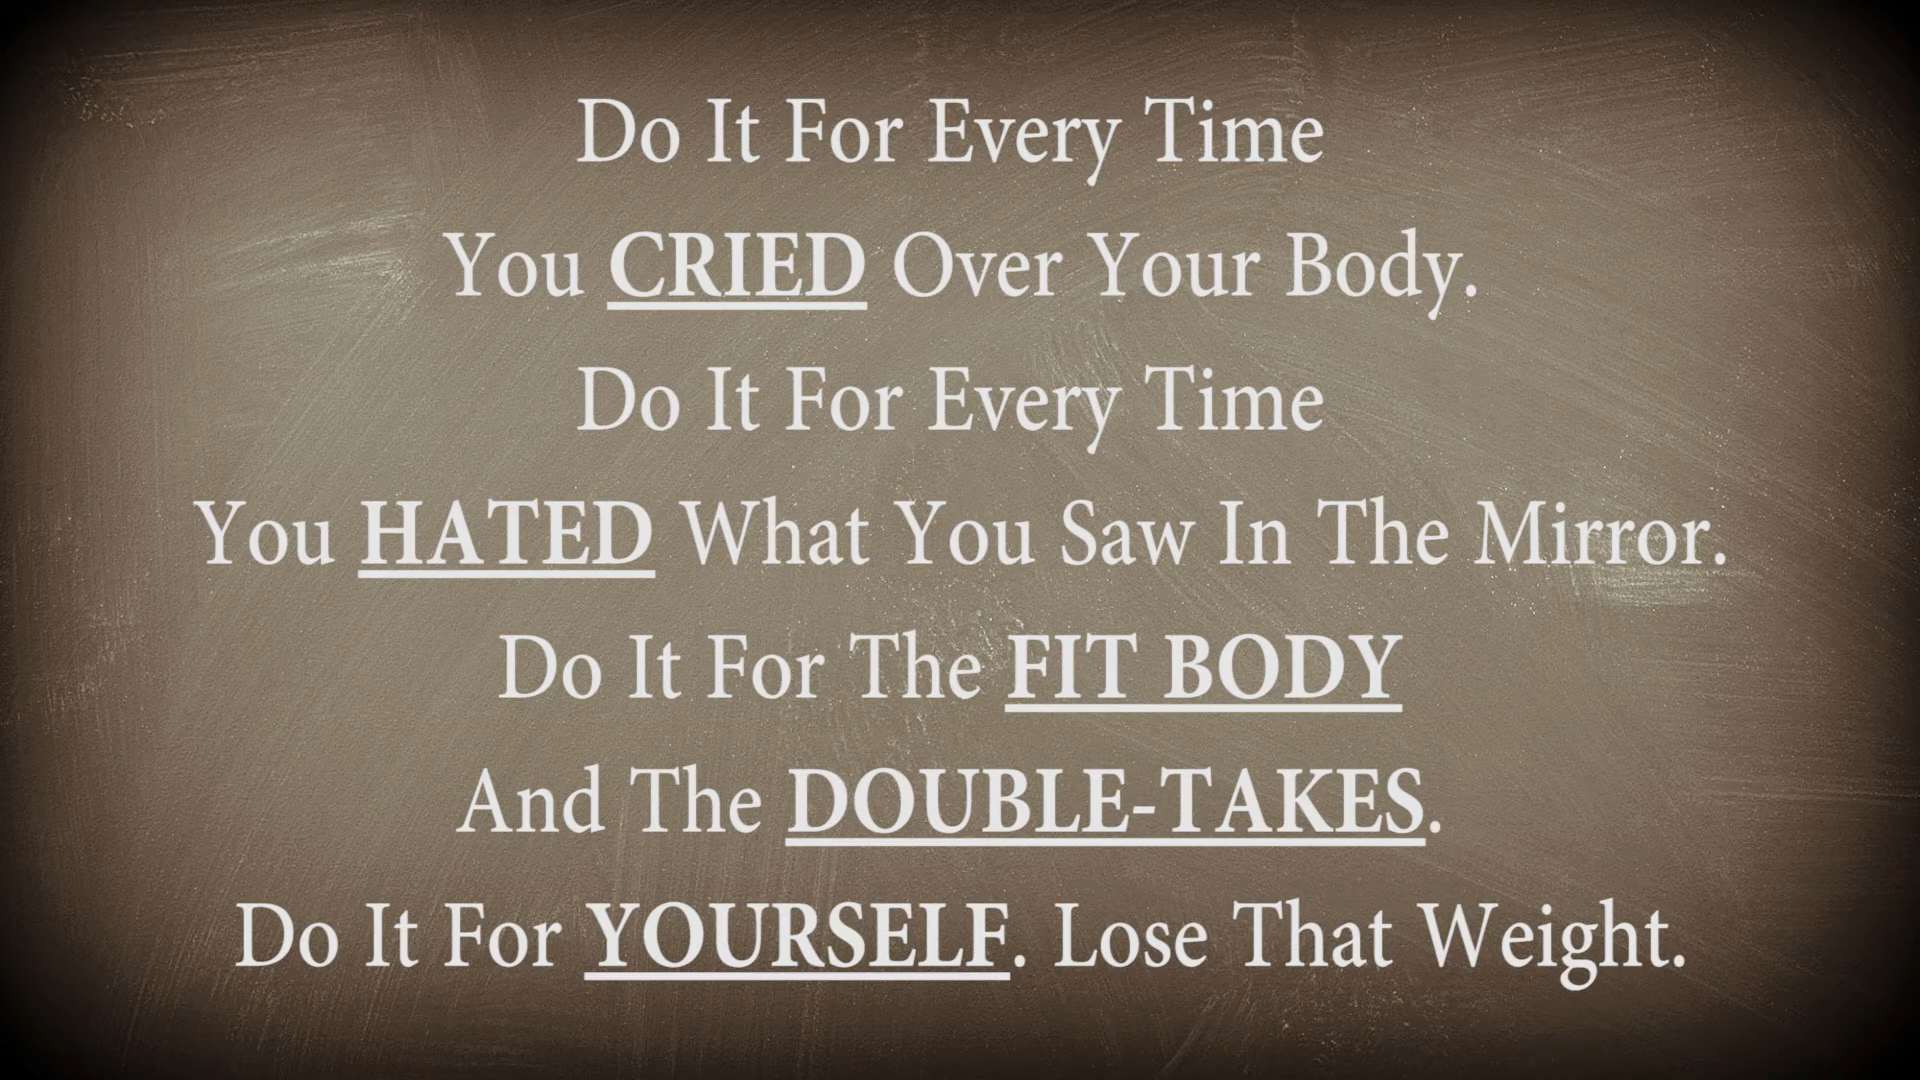 Do It For Every Time
You CRIED Over Your Body.
Do It For Every Time
You HATED What You Saw In The Mirror.
Do It For The FIT BODY
And The DOUBLE-TAKES.
Do It For YOURSELF. Lose That Weight.